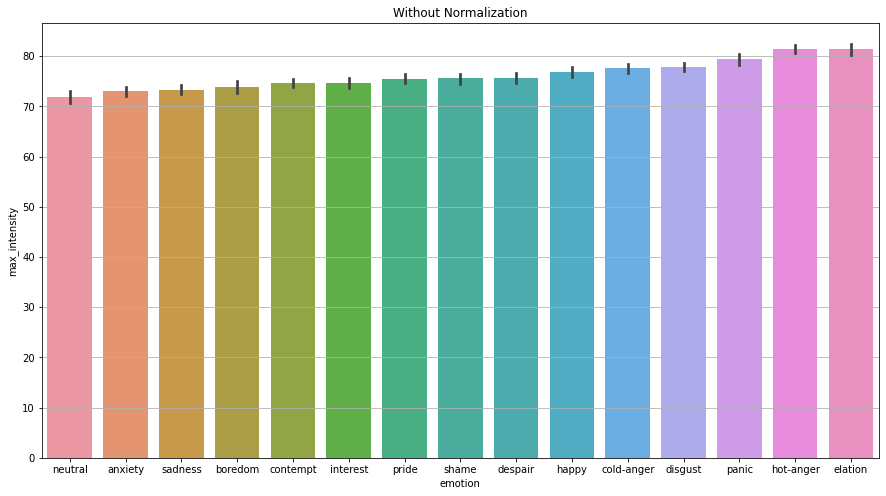 Without Normalization
max_intensity
80
70
60
50
40
30
20
10
0
neutral anxiety sadness boredom contempt interest pride shame despair happy cold-anger disgust panic hot-anger elation
emotion